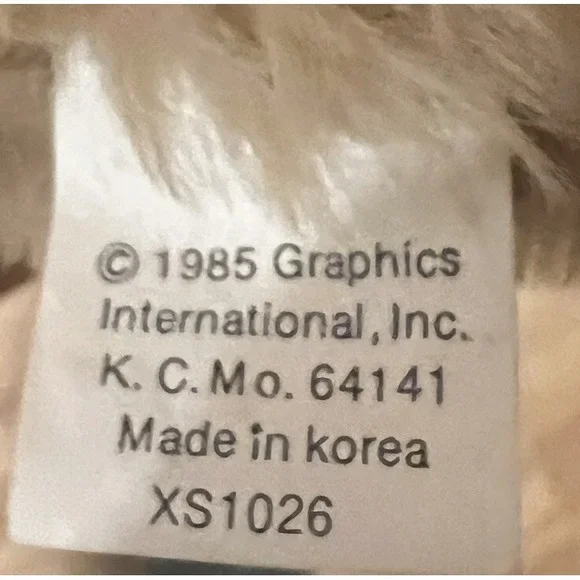 © 1985 Graphics
International, Inc.
K. C. Mo. 64141
Made in korea
XS1026